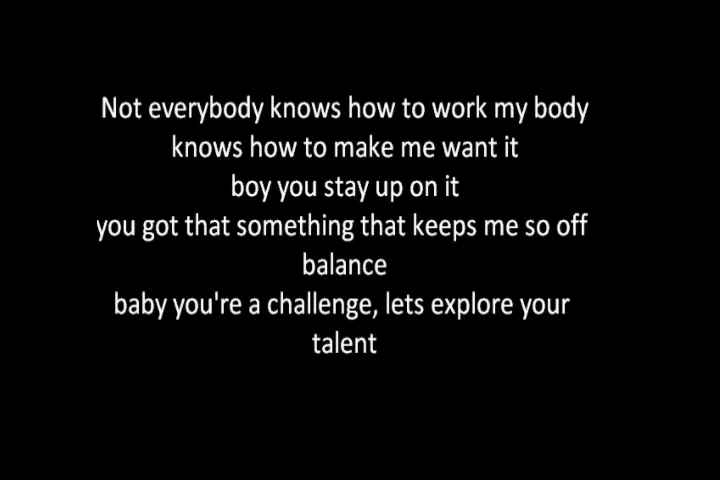 Not everybody knows how to work my body
knows how to make me want it
boy you stay up on it
you got that something that keeps me so off
balance
baby you're a challenge, lets explore your
talent